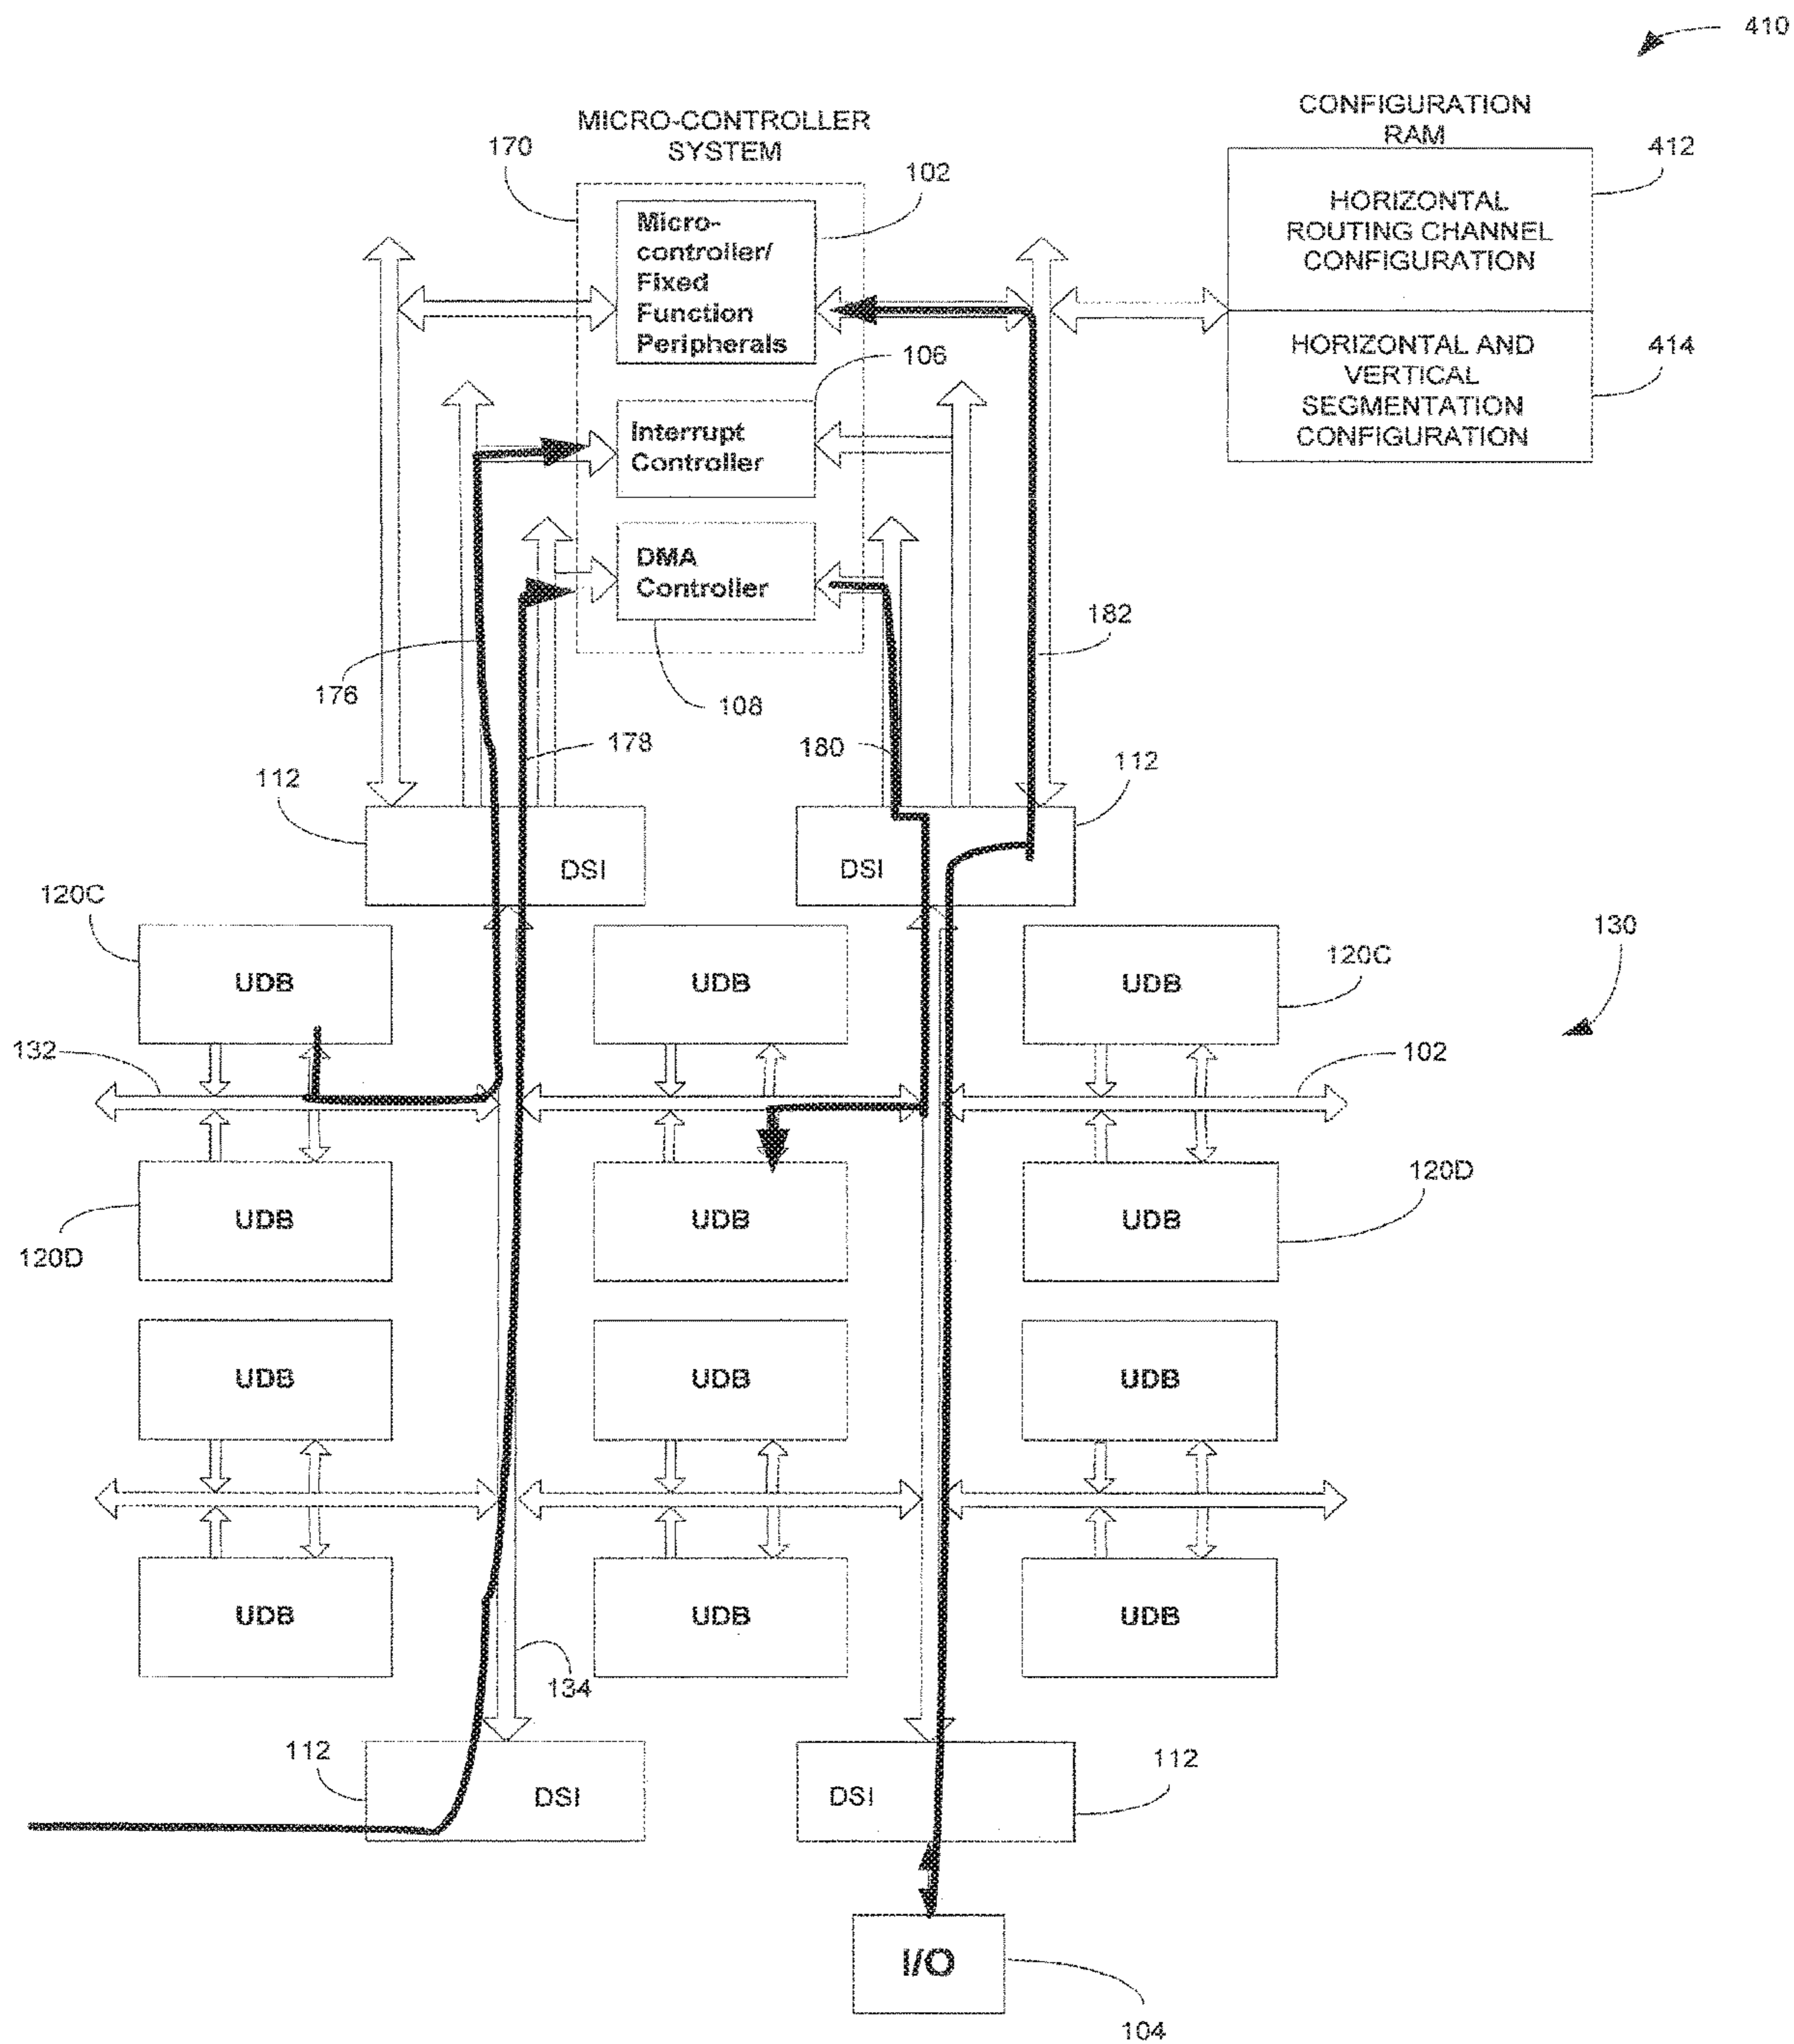 410
CONFIGURATION
RAM
MICRO-CONTROLLER
SYSTEM
170
102
412
HORIZONTAL
ROUTING CHANNEL
CONFIGURATION
Micro-
controller/
Fixed
Function
Peripherals
414
HORIZONTAL AND
VERTICAL
SEGMENTATION
CONFIGURATION
106
Interrupt
Controller
DMA
Controller
182
176
108
178
180
112
112
DSI
DSI
120C
130
UDB
UDB
UDB
120C
132
102
120D
UDB
UDB
UDB
120D
UDB
UDB
UDB
UDB
UDB
UDB
134
112
112
DSI
DSI
I/O
104